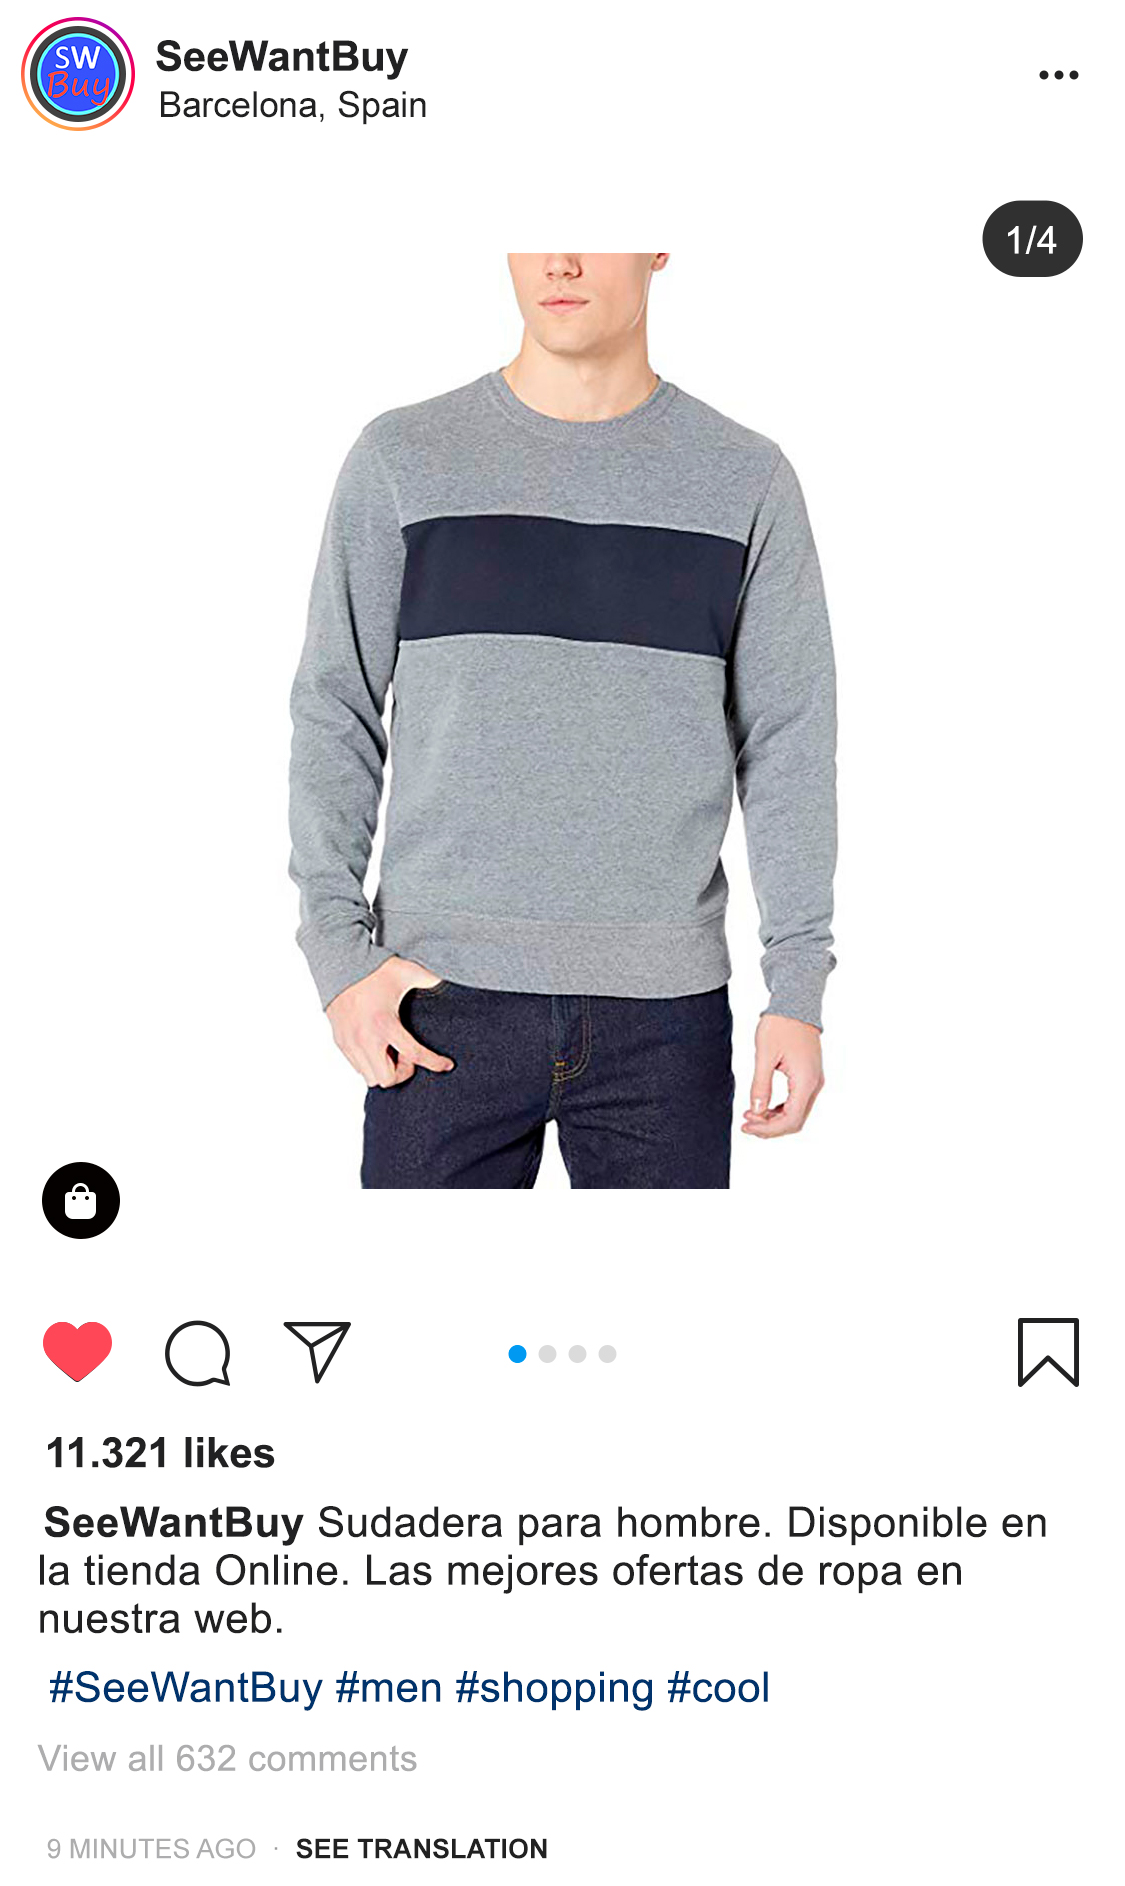 SW
Buy
SeeWantBuy
Barcelona, Spain
1/4
11.321 likes
SeeWantBuy Sudadera para hombre. Disponible en
la tienda Online. Las mejores ofertas de ropa en
nuestra web.
#SeeWantBuy #men #shopping #cool
View all 632 comments
9 MINUTES AGO · SEE TRANSLATION